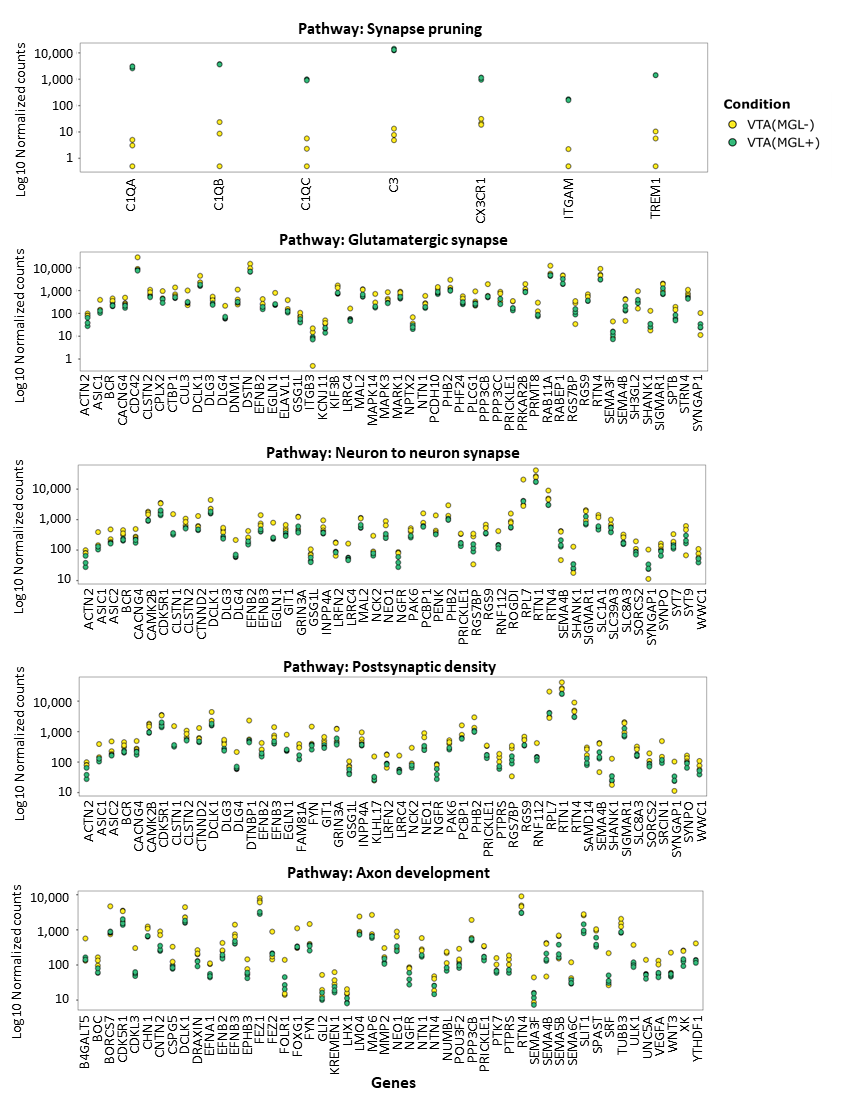 Pathway: Synapse pruning
Log10 Normalized counts
10,000
1,000
100
10
1
C1QA C1QB C1QC C3 CX3CR1 ITGAM TREM1
Condition
VTA(MGL-)
VTA(MGL+)
Pathway: Glutamatergic synapse
Log10 Normalized counts
10,000
1,000
100
10
1
ACTN2 ASIC1 BCR CACNG4 CDC42 CLSTN2 CPLX2 CTBP1 CUL3 DCLK1 DLG3 DLG4 DNM1 DSTN EFNB2 EGLN1 ELAVL1 GSG1L ITGB3 KCNJ11 KIF3B LRRC4 MAL2 MAPK14 MAPK3 MARK1 NPTX2 NTN1 PCDH10 PHB2 PHF24 PLCG1 PPP3CB PPP3CC PRICKLE1 PRKAR2B PRMT8 RAB11A RABEP1 RGS7BP RGS9 RTN4 SEMA3F SEMA4B SH3GL2 SHANK1 SIGMAR1 SPTB STRN4 SYNGAP1
Pathway: Neuron to neuron synapse
Log10 Normalized counts
10,000
1,000
100
10
ACTN2 ASIC1 ASIC2 BCR CACNG4 CAMK2B CDK5R1 CLSTN1 CLSTN2 CTNND2 DCLK1 DLG3 DLG4 EFNB2 EFNB3 EGLN1 GIT1 GRIN3A GSG1L INPP4A LRFN2 LRRC4 MAL2 NCK2 NEO1 NGFR PAK6 PCBP1 PENK PHB2 PRICKLE1 RGS7BP RGS9 RNF112 ROGDI RPL7 RTN1 RTN4 SEMA4B SHANK1 SIGMAR1 SLC1A1 SLC39A3 SLC8A3 SORCS2 SYNGAP1 SYNPO SYT7 SYT9 WWC1
Pathway: Postsynaptic density
Log10 Normalized counts
10,000
1,000
100
10
ACTN2 ASIC1 ASIC2 BCR CACNG4 CAMK2B CDK5R1 CLSTN1 CLSTN2 CTNND2 DCLK1 DLG3 DLG4 DTNBP1 EFNB2 EFNB3 EGLN1 FAM81A FYN GIT1 GRIN3A GSG1L INPP4A KLHL17 LRFN2 LRRC4 NCK2 NEO1 NGFR PAK6 PCBP1 PHB2 PRICKLE1 PTPRS RGS7BP RGS9 RNF112 RPL7 RTN1 RTN4 SAMD14 SEMA4B SHANK1 SIGMAR1 SLC8A3 SORCS2 SRCIN1 SYNGAP1 SYNPO WWC1
Pathway: Axon development
Log10 Normalized counts
10,000
1,000
100
10
B4GALT5 BOC BORCS7 CDK5R1 CDKL3 CHN1 CNTN2 CSPG5 DCLK1 DRAXIN EFNA1 EFNB2 EFNB3 EPHB3 FEZ1 FEZ2 FOLR1 FOXG1 FYN GLI2 KREMEN1 LHX1 LMO4 MAP6 MMP2 NEO1 NGFR NTN1 NTN4 NUMBL POU3F2 PPP3CB PRICKLE1 PTK7 PTPRS RTN4 SEMA3F SEMA4B SEMA5B SEMA6C SLIT1 SPAST SRF TUBB3 ULK1 UNC5A VEGFA WNT3 XK YTHDF1
Genes